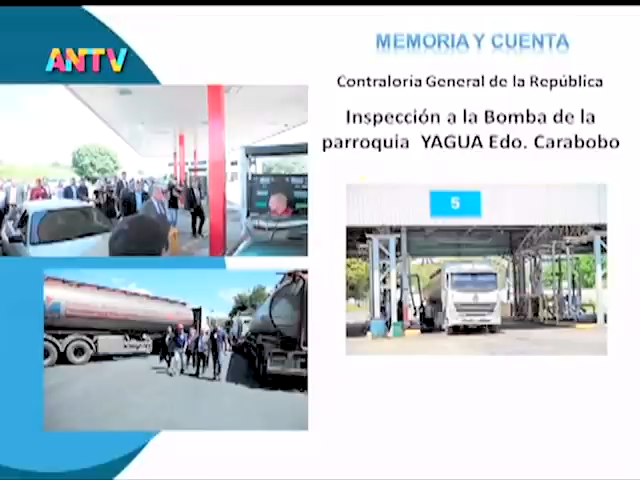 ANTV
MEMORIA Y CUENTA
Contraloria General de la República
Inspección a la Bomba de la
parroquia YAGUA Edo. Carabobo
5